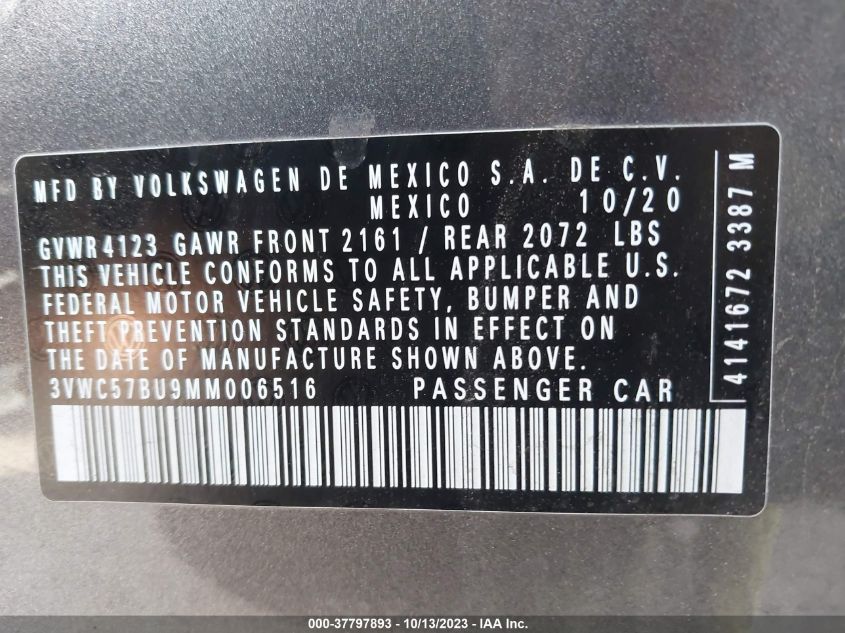 MFD BY VOLKSWAGEN DE MEXICO S.A. DE C.V.
MEXICO 10/20
GVWR 4123 GAWR FRONT 2161 / REAR 2072 LBS
THIS VEHICLE CONFORMS TO ALL APPLICABLE U.S.
FEDERAL MOTOR VEHICLE SAFETY, BUMPER AND
THEFT PREVENTION STANDARDS IN EFFECT ON
THE DATE OF MANUFACTURE SHOWN ABOVE.
3VWC57BU9MM006516 PASSENGER CAR
4141672 3387 M
000-37797893 - 10/13/2023 - IAA Inc.